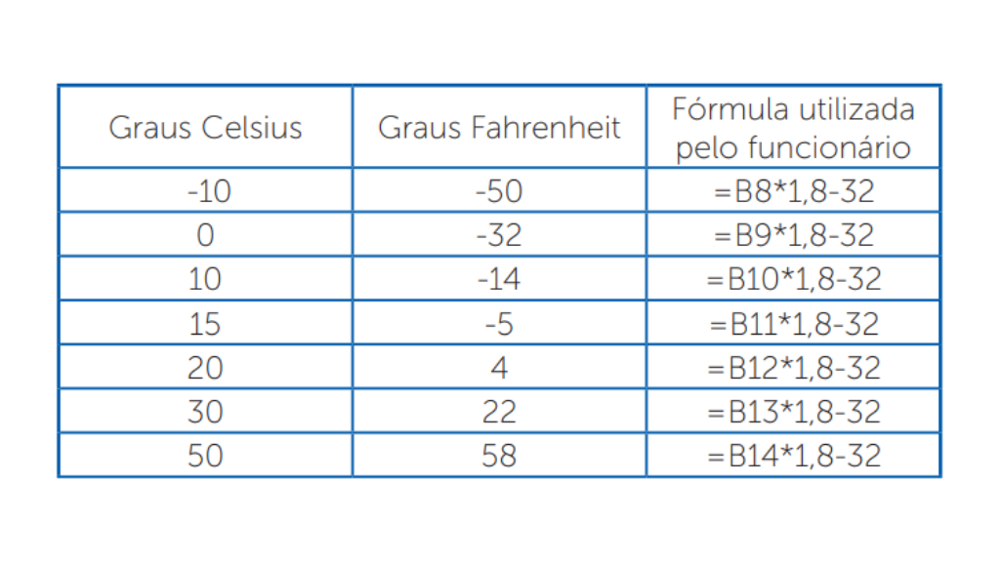 Graus Celsius Graus Fahrenheit Fórmula utilizada
pelo funcionário
-10 -50 =B8*1,8-32
0 -32 =B9*1,8-32
10 -14 =B10*1,8-32
15 -5 =B11*1,8-32
20 4 =B12*1,8-32
30 22 =B13*1,8-32
50 58 =B14*1,8-32